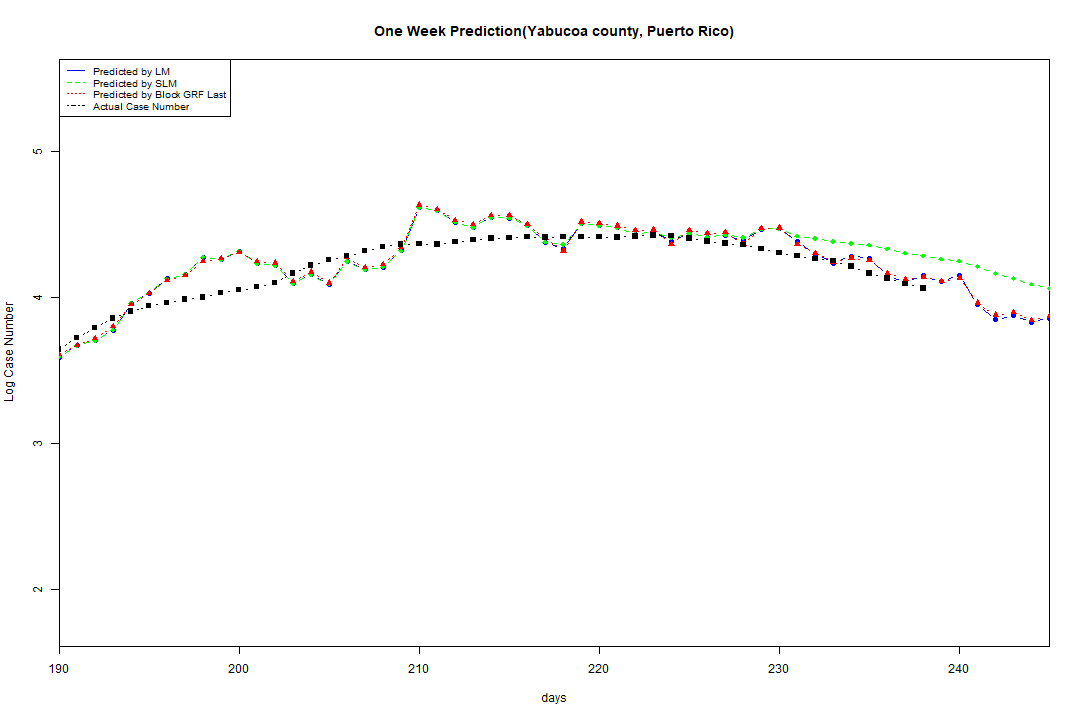 One Week Prediction(Yabucoa county, Puerto Rico)
Predicted by LM
Predicted by SLM
Predicted by Block GRF Last
Actual Case Number
5
4
3
2
Log Case Number
190 200 210 220 230 240
days